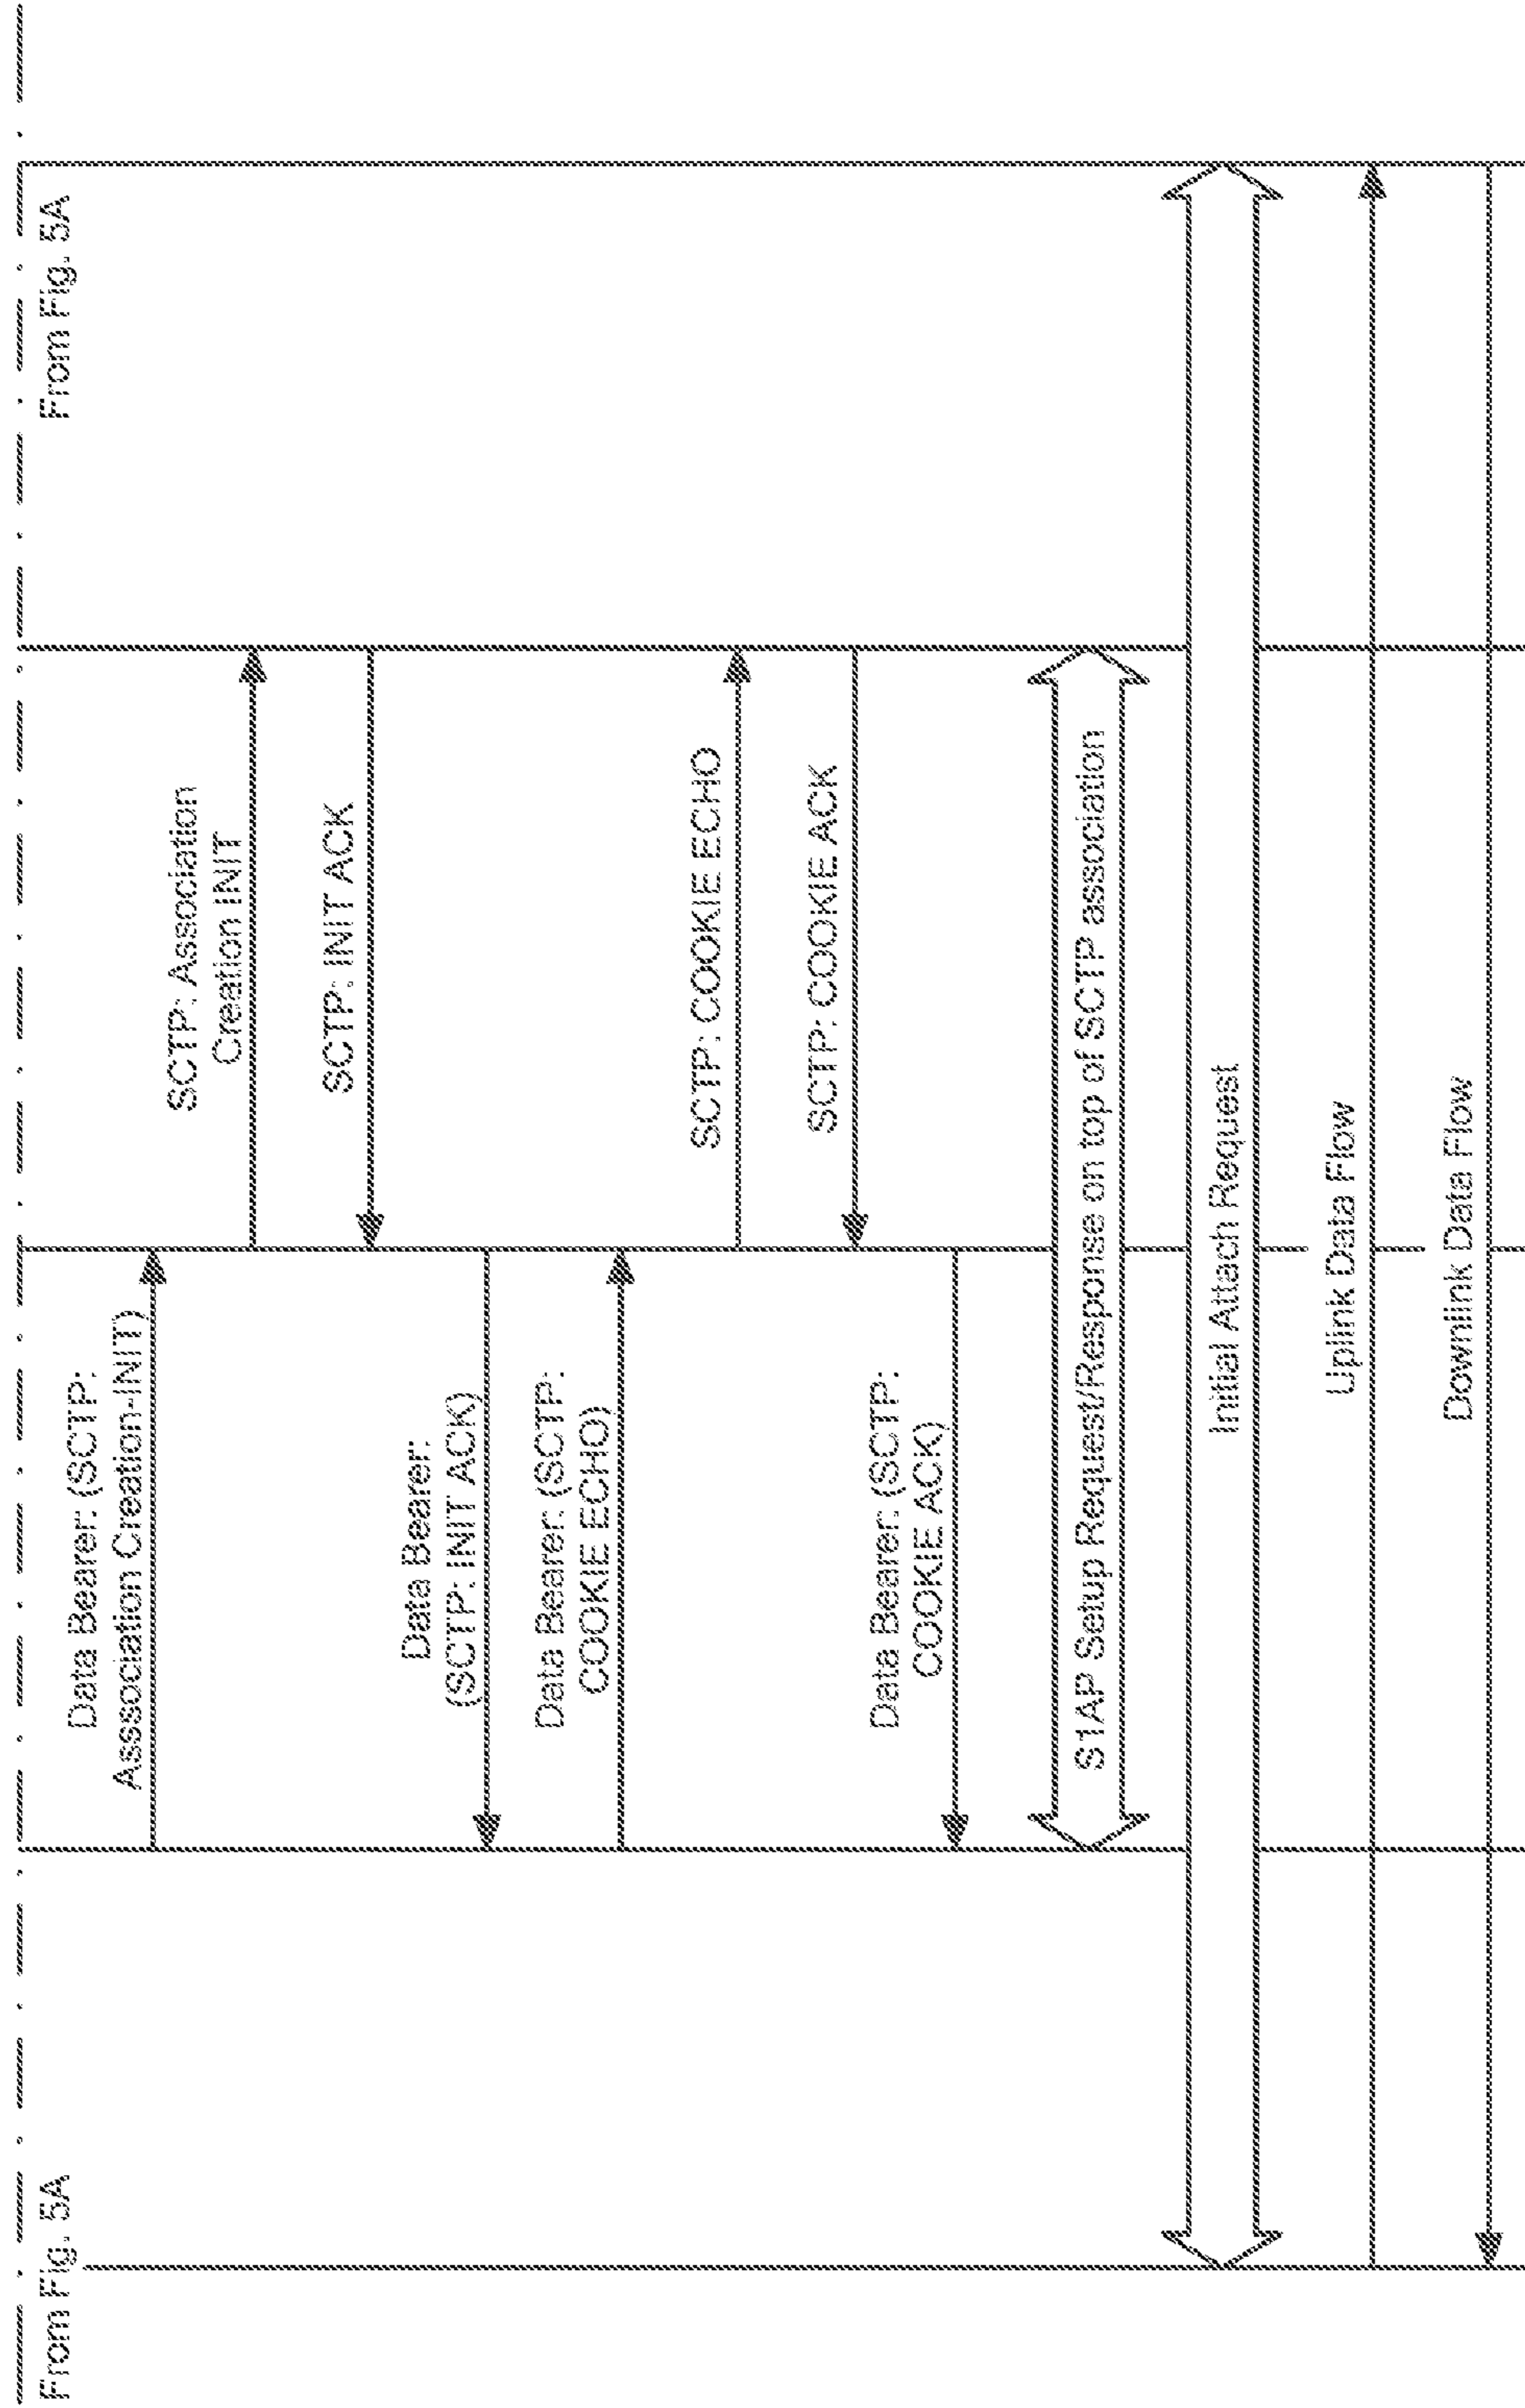 From Fig. 5A
From Fig. 5A
Data Bearer: (SCTP:
Association Creation-INIT)
SCTP: Association
Creation INIT
SCTP: INIT ACK
Data Bearer:
(SCTP: INIT ACK)
Data Bearer: (SCTP:
COOKIE ECHO)
SCTP: COOKIE ECHO
SCTP: COOKIE ACK
Data Bearer: (SCTP:
COOKIE ACK)
S1AP Setup Request/Response on top of SCTP association
Initial Attach Request
Uplink Data Flow
Downlink Data Flow